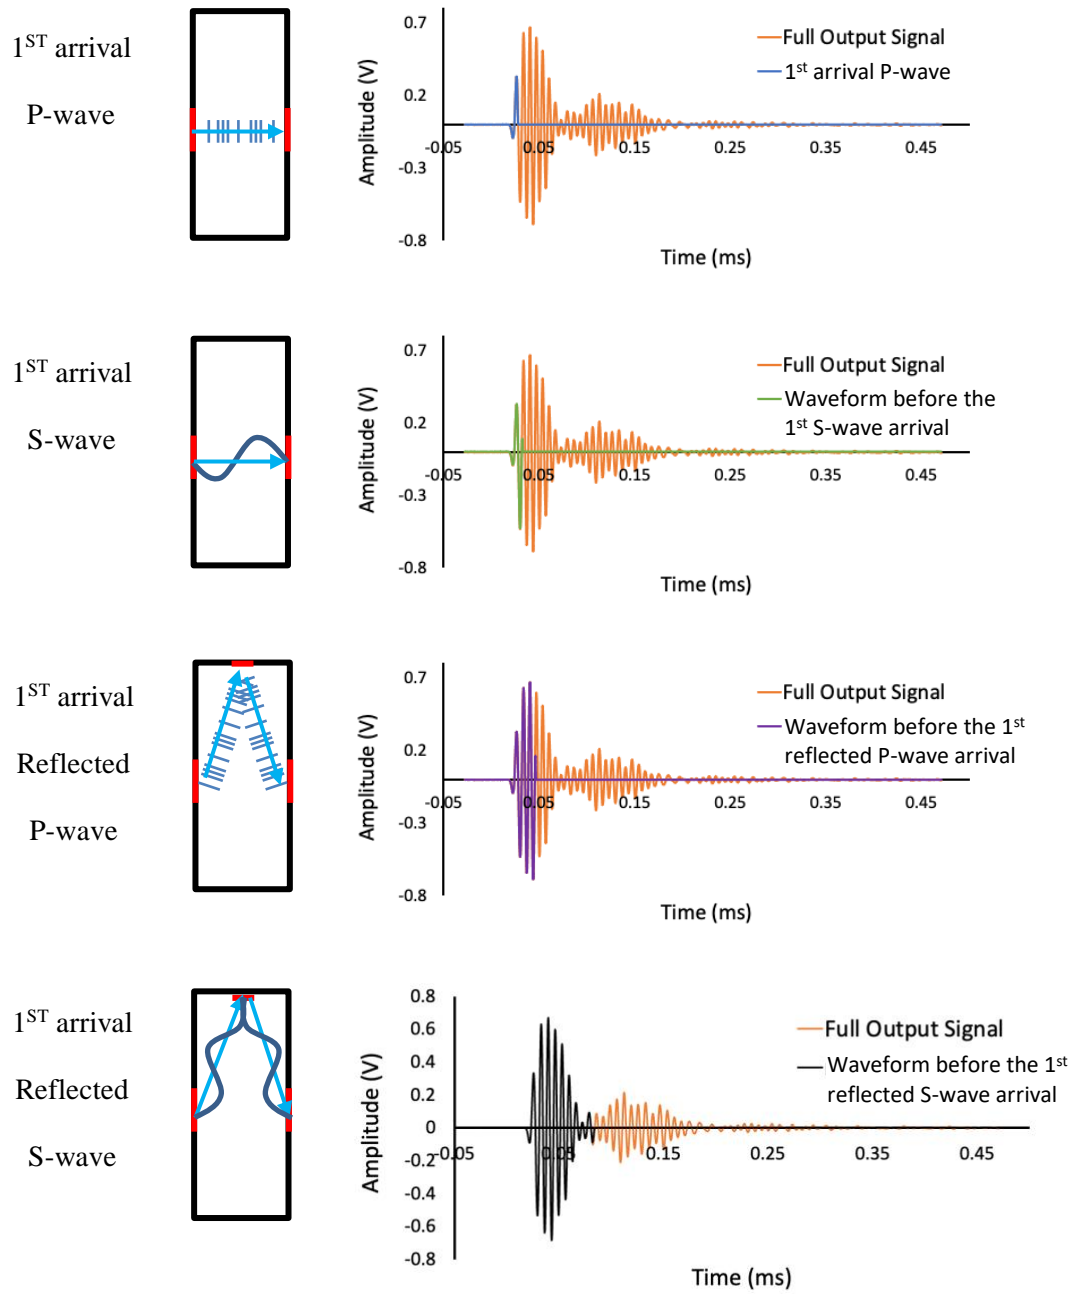 1ST arrival
P-wave
0.7
0.2
-0.3
-0.8
-0.05
0.05
0.15
0.25
0.35
0.45
Amplitude (V)
Time (ms)
Full Output Signal
1st arrival P-wave
1ST arrival
S-wave
0.7
0.2
-0.3
-0.8
-0.05
0.05
0.15
0.25
0.35
0.45
Amplitude (V)
Time (ms)
Full Output Signal
Waveform before the
1st S-wave arrival
1ST arrival
Reflected
P-wave
0.7
0.2
-0.3
-0.8
-0.05
0.05
0.15
0.25
0.35
0.45
Amplitude (V)
Time (ms)
Full Output Signal
Waveform before the 1st
reflected P-wave arrival
1ST arrival
Reflected
S-wave
0.8
0.6
0.4
0.2
0
-0.2
-0.4
-0.6
-0.8
-0.05
0.05
0.15
0.25
0.35
0.45
Amplitude (V)
Time (ms)
Full Output Signal
Waveform before the 1st
reflected S-wave arrival